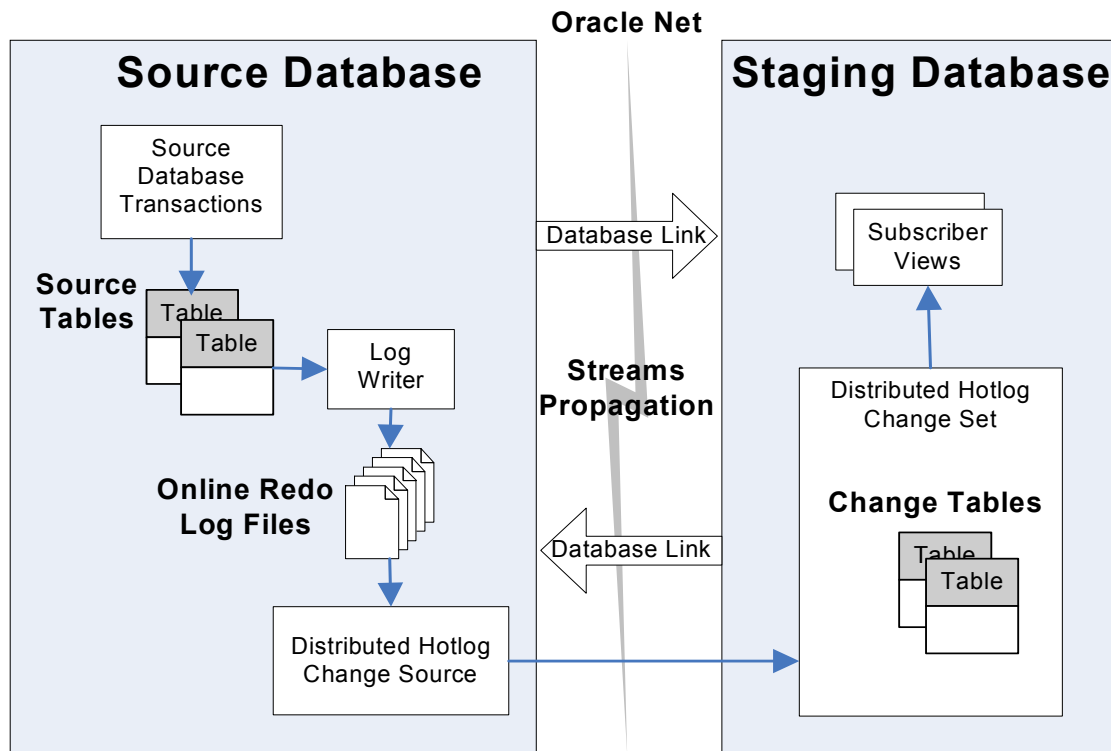 Oracle Net
Source Database
Staging Database
Source
Database
Transactions
Source
Tables
Table
Table
Log
Writer
Online Redo
Log Files
Distributed Hotlog
Change Source
Database Link
Streams
Propagation
Database Link
Subscriber
Views
Distributed Hotlog
Change Set
Change Tables
Table
Table